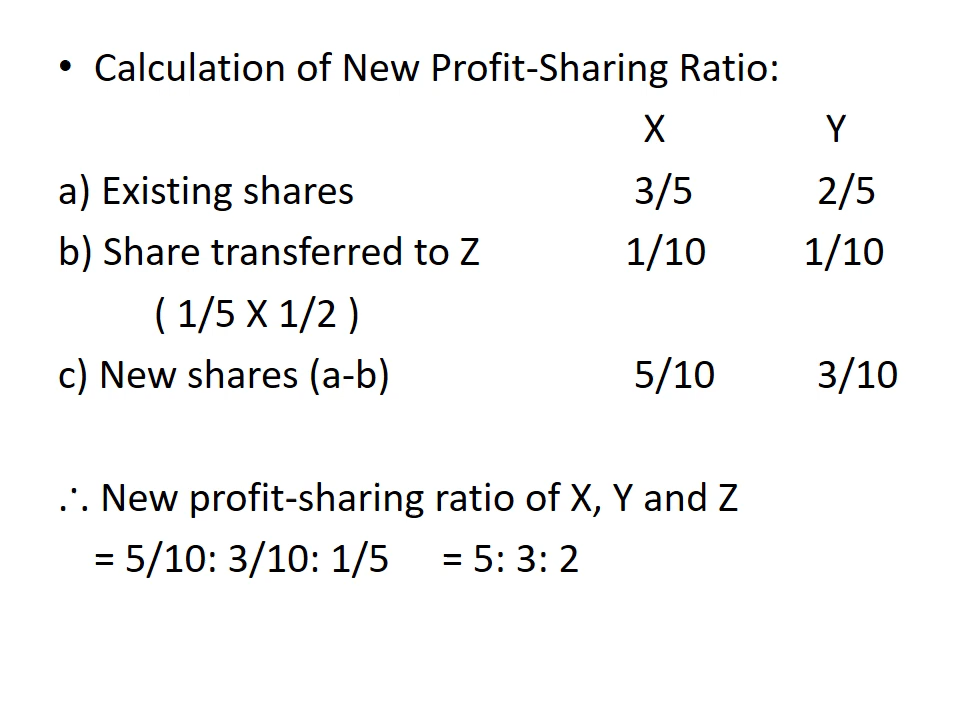 • Calculation of New Profit-Sharing Ratio:
X Y
a) Existing shares 3/5 2/5
b) Share transferred to Z 1/10 1/10
( 1/5 X 1/2 )
c) New shares (a-b) 5/10 3/10
∴ New profit-sharing ratio of X, Y and Z
= 5/10: 3/10: 1/5 = 5: 3: 2